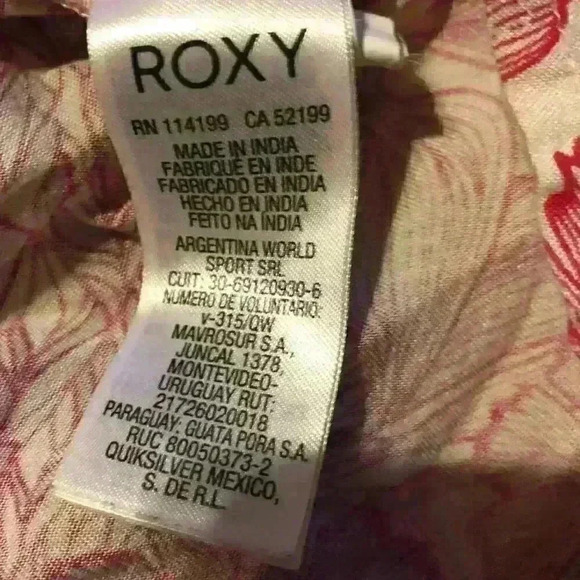 ROXY
RN 114199 CA 52199
MADE IN INDIA
FABRIQUÉ EN INDE
FABRICADO EN INDIA
HECHO EN INDIA
FEITO NA INDIA
ARGENTINA WORLD
SPORT SRL
CUIT: 30-69120930-6
NUMERO DE VOLUNTARIO:
V-315/QW
MAVROSUR S.A.,
JUNCAL 1378,
MONTEVIDEO-
URUGUAY RUT:
21726020018
PARAGUAY: GUATA PORA S.A.
RUC 80050373-2
QUIKSILVER MEXICO,
S. DE R.L.